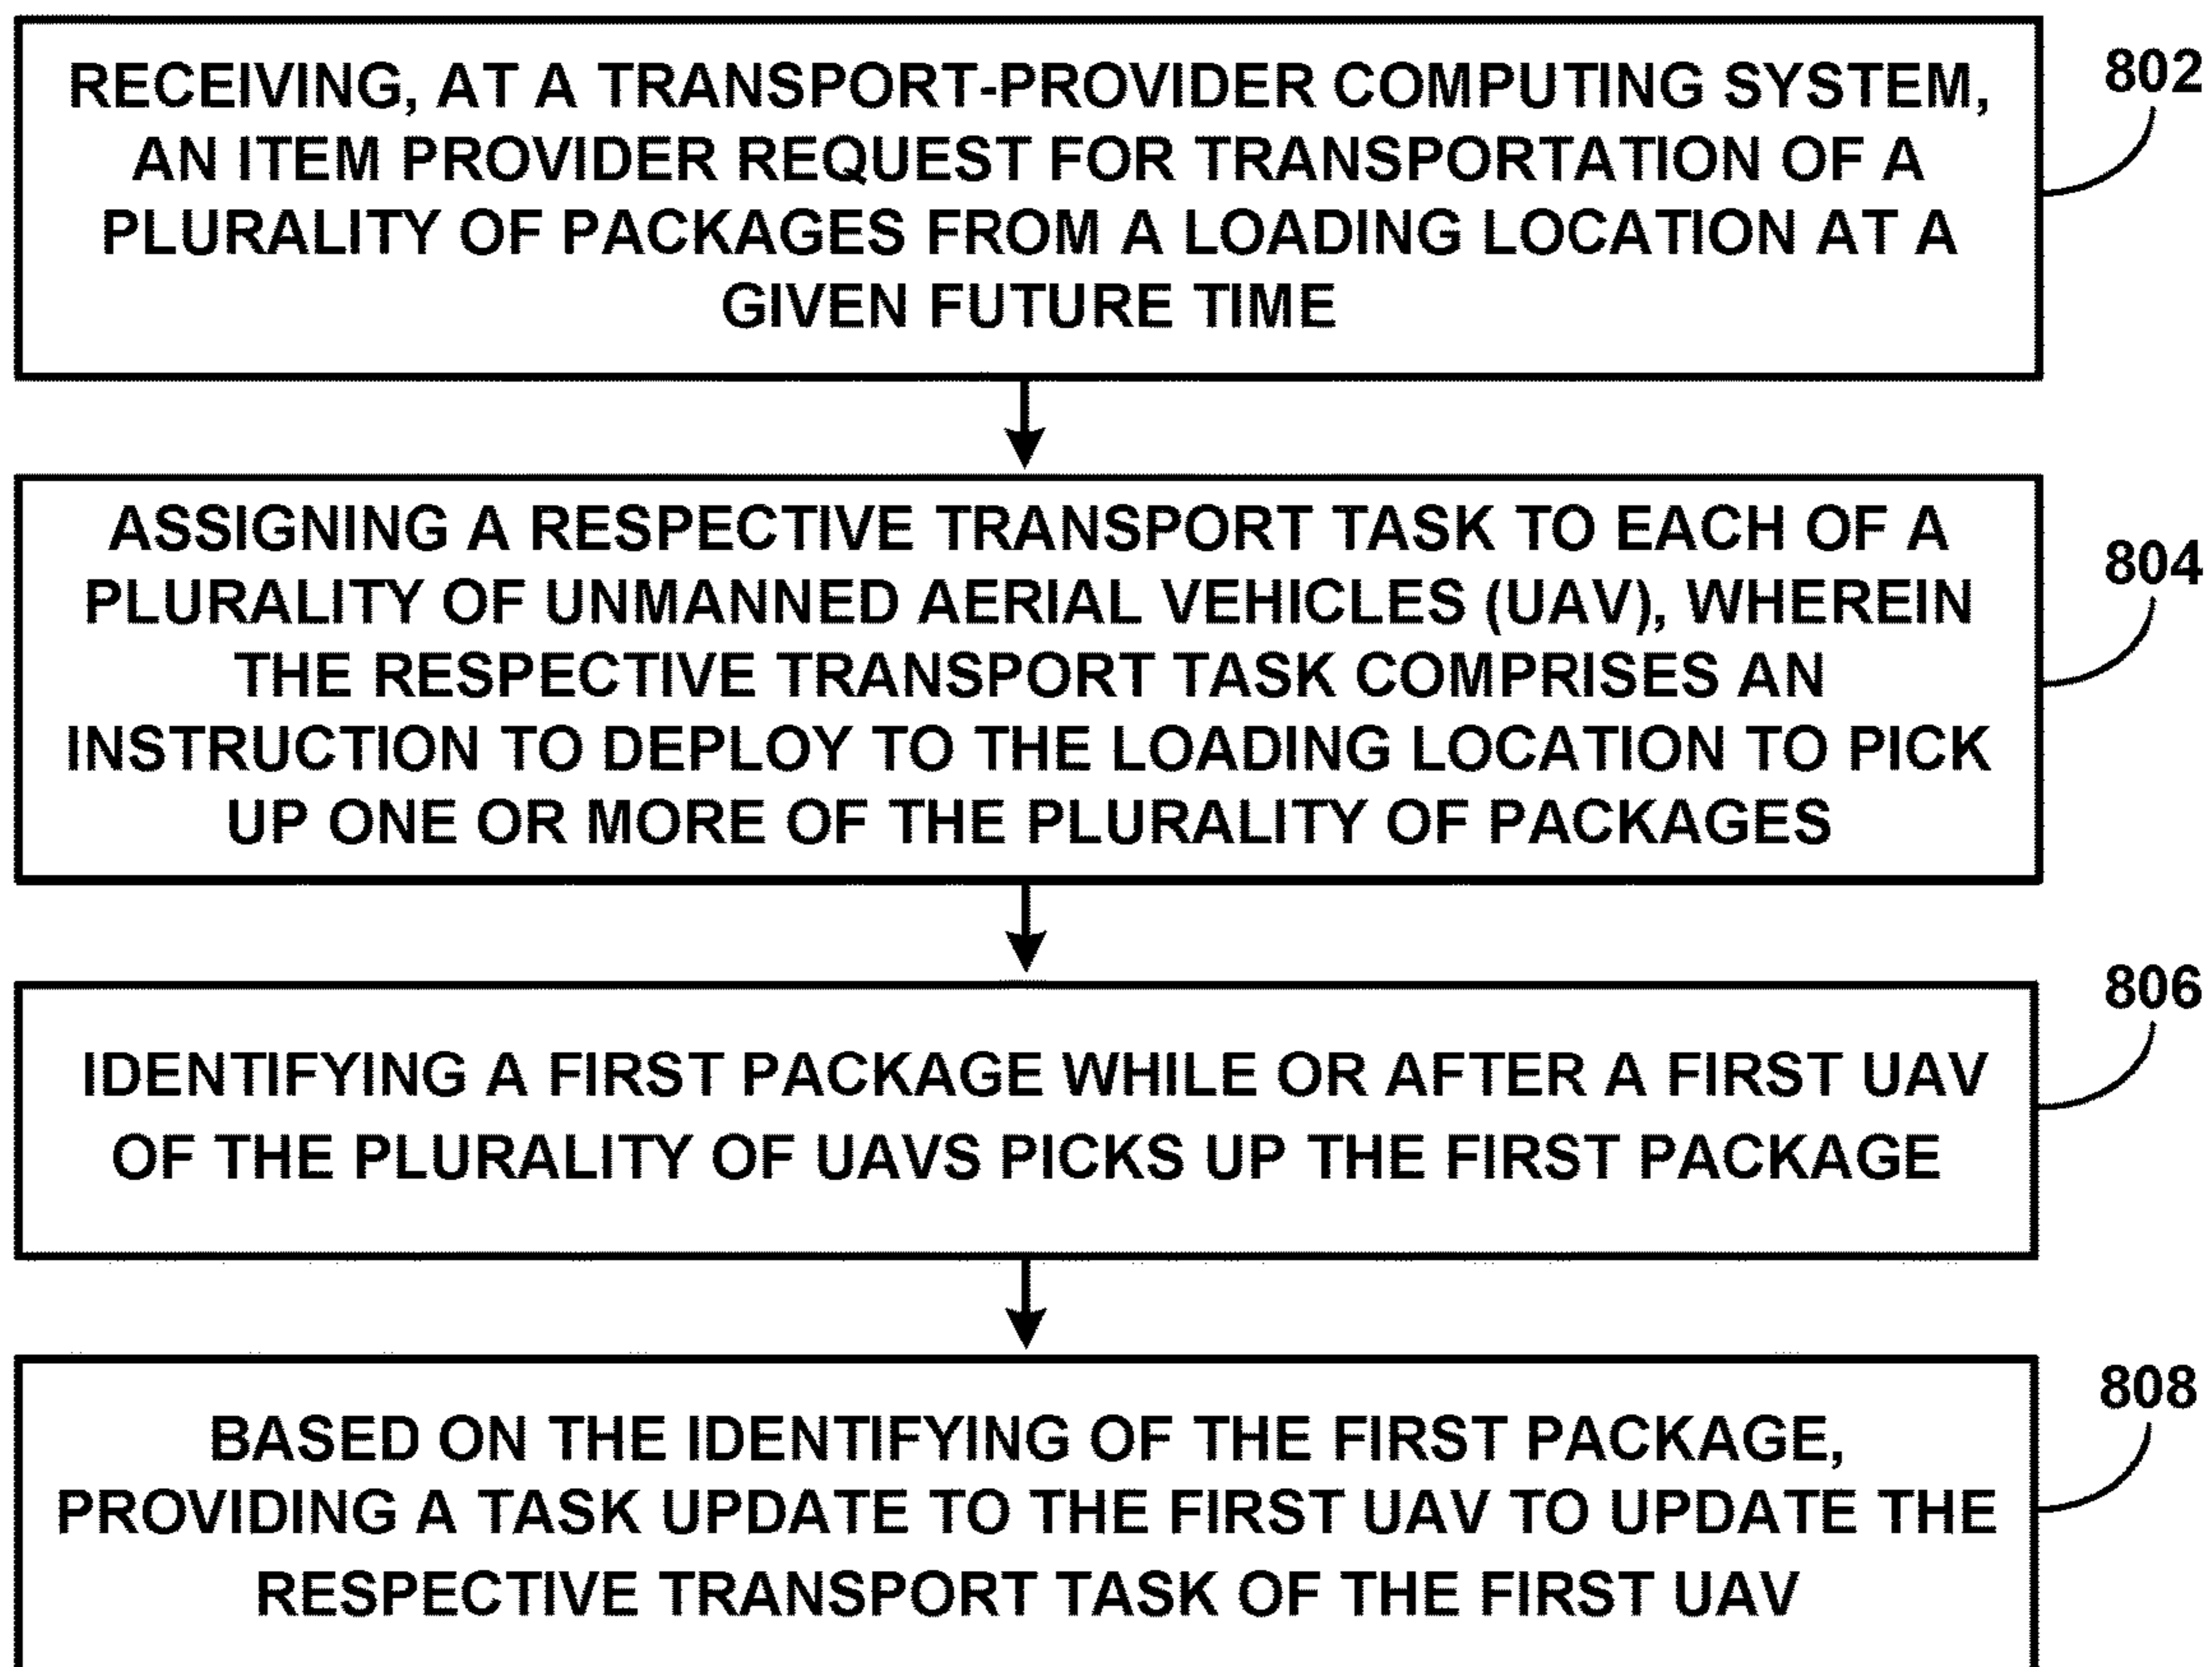 RECEIVING, AT A TRANSPORT-PROVIDER COMPUTING SYSTEM,
AN ITEM PROVIDER REQUEST FOR TRANSPORTATION OF A
PLURALITY OF PACKAGES FROM A LOADING LOCATION AT A
GIVEN FUTURE TIME
802
ASSIGNING A RESPECTIVE TRANSPORT TASK TO EACH OF A
PLURALITY OF UNMANNED AERIAL VEHICLES (UAV), WHEREIN
THE RESPECTIVE TRANSPORT TASK COMPRISES AN
INSTRUCTION TO DEPLOY TO THE LOADING LOCATION TO PICK
UP ONE OR MORE OF THE PLURALITY OF PACKAGES
804
IDENTIFYING A FIRST PACKAGE WHILE OR AFTER A FIRST UAV
OF THE PLURALITY OF UAVS PICKS UP THE FIRST PACKAGE
806
BASED ON THE IDENTIFYING OF THE FIRST PACKAGE,
PROVIDING A TASK UPDATE TO THE FIRST UAV TO UPDATE THE
RESPECTIVE TRANSPORT TASK OF THE FIRST UAV
808